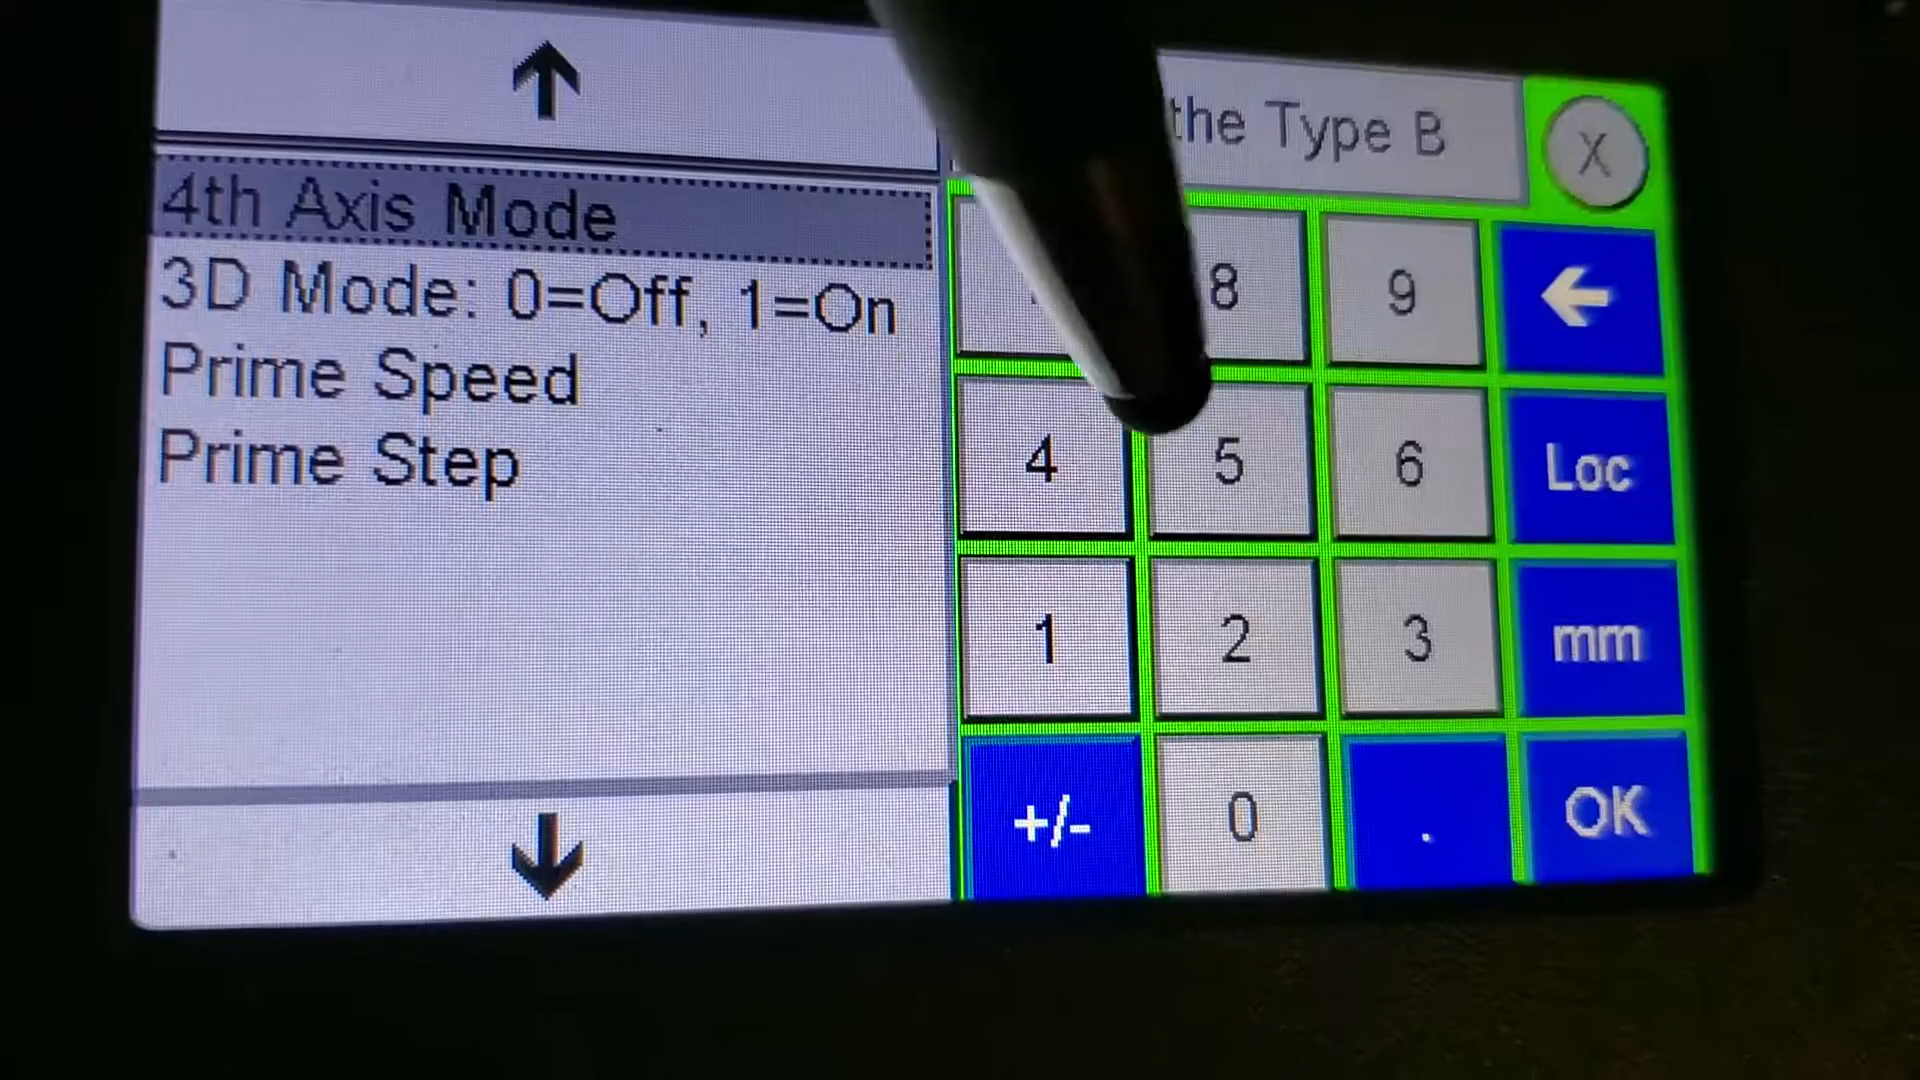 the Type B
X
4th Axis Mode
3D Mode: 0=Off, 1=On
Prime Speed
Prime Step
8 9
4 5 6 Loc
1 2 3 mm
+/- 0 . OK